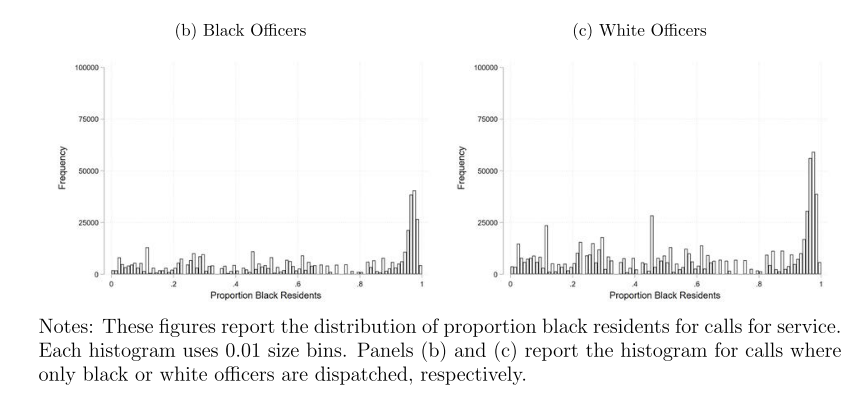 (b) Black Officers
(c) White Officers
100000
75000
50000
25000
0
Frequency
0 .2 .4 .6 .8 1
Proportion Black Residents
100000
75000
50000
25000
0
Frequency
0 .2 .4 .6 .8 1
Proportion Black Residents
Notes: These figures report the distribution of proportion black residents for calls for service.
Each histogram uses 0.01 size bins. Panels (b) and (c) report the histogram for calls where
only black or white officers are dispatched, respectively.